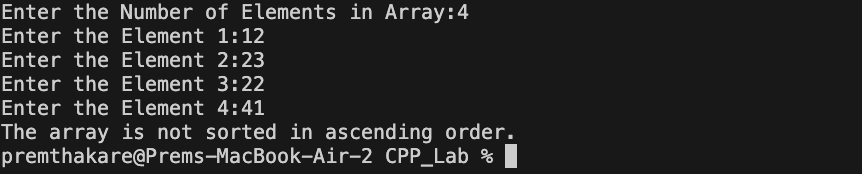 Enter the Number of Elements in Array:4
Enter the Element 1:12
Enter the Element 2:23
Enter the Element 3:22
Enter the Element 4:41
The array is not sorted in ascending order.
premthakare@Prems-MacBook-Air-2 CPP_Lab %